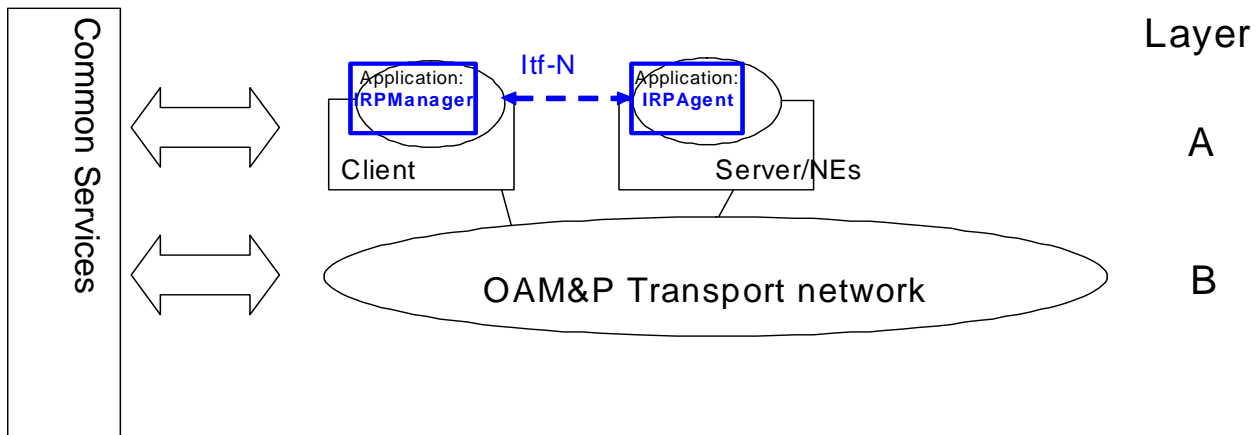 Common Services
Layer
Itf-N
Application:
IRPManager
Application:
IRPAgent
A
Client
Server/NEs
OAM&P Transport network
B